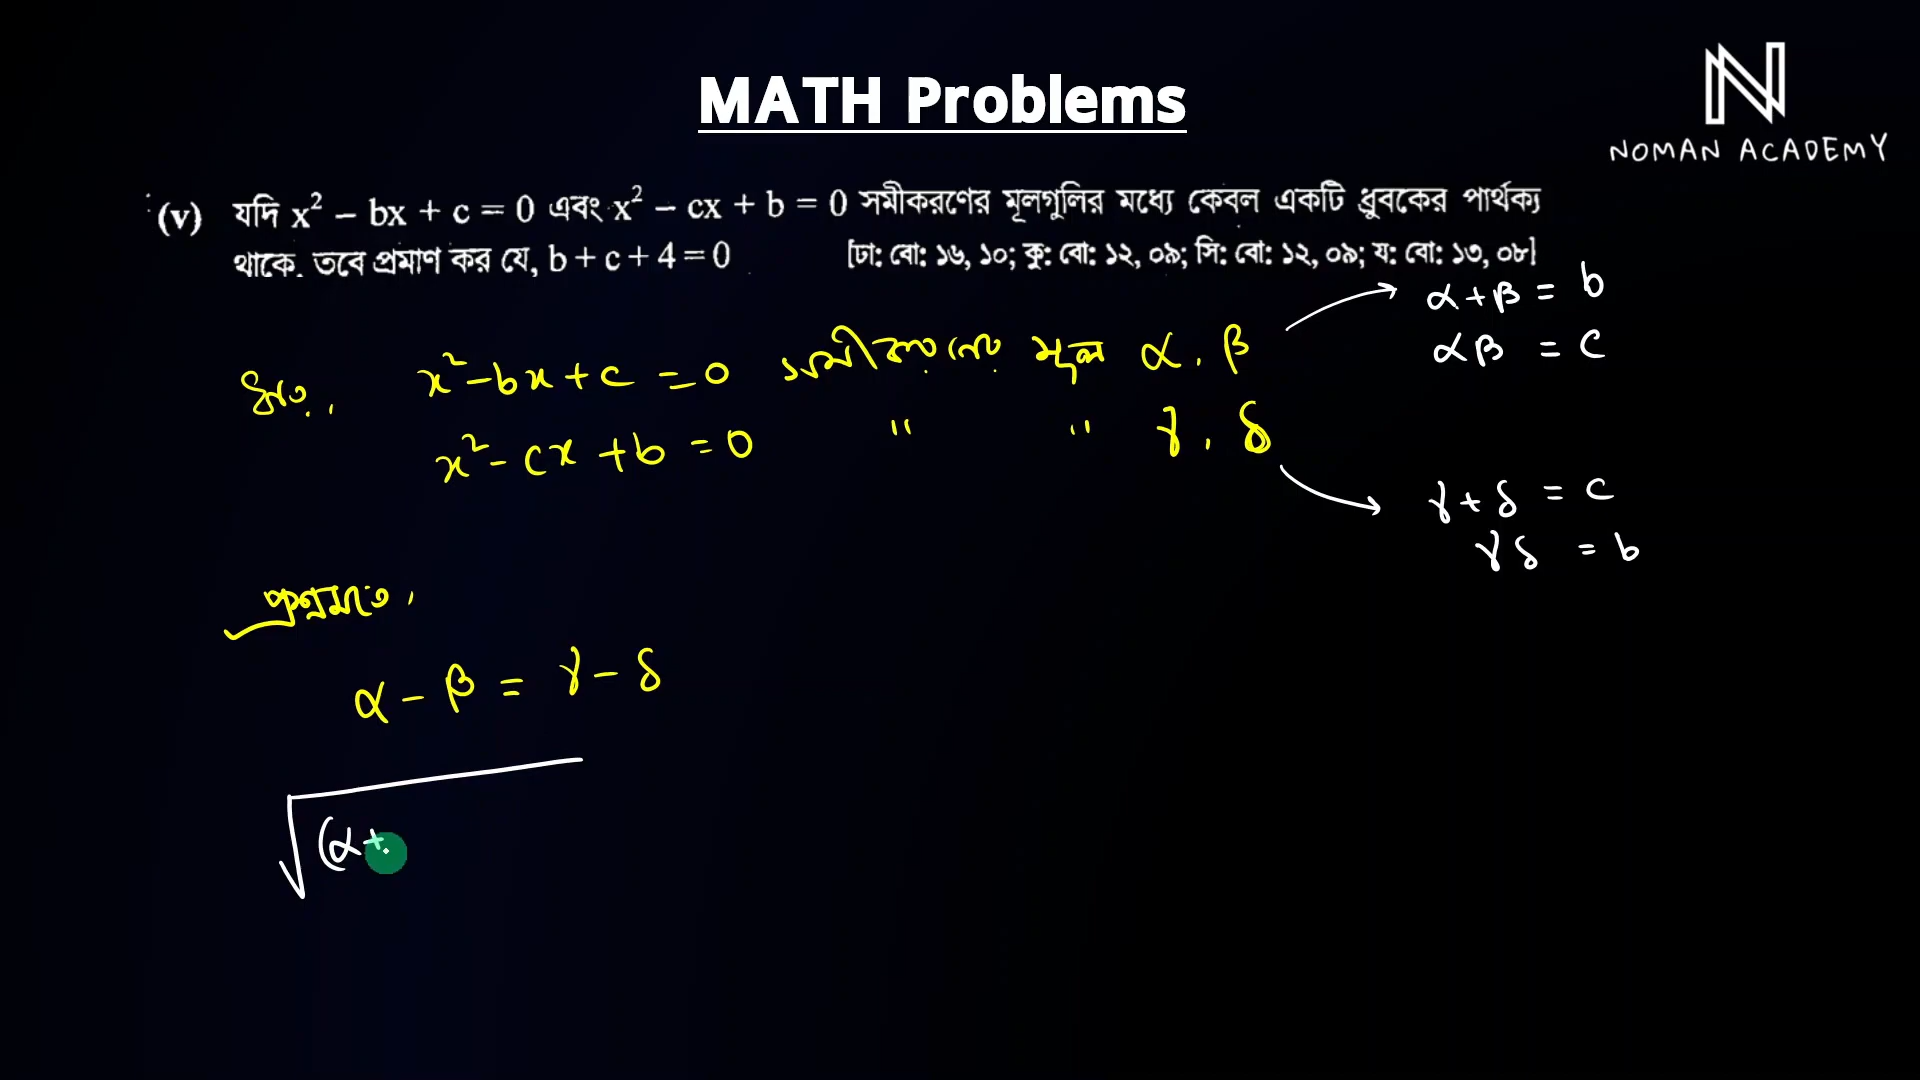 MATH Problems
NOMAN ACADEMY
(v) যদি x² – bx + c = 0 এবং x² – cx + b = 0 সমীকরণের মূলগুলির মধ্যে কেবল একটি ধ্রুবকের পার্থক্য
থাকে, তবে প্রমাণ কর যে, b + c + 4 = 0 [ঢা: বো: ১৬, ১০; কু: বো: ১২, ০৯; সি: বো: ১২, ০৯; য: বো: ১৩, ০৮]
α + β = b
αβ = c
x² – bx + c = 0 সমীকরণের মূল α, β
x² – cx + b = 0 " " γ, δ
γ + δ = c
γδ = b
প্রশ্নমতে,
α – β = γ – δ
√(α +